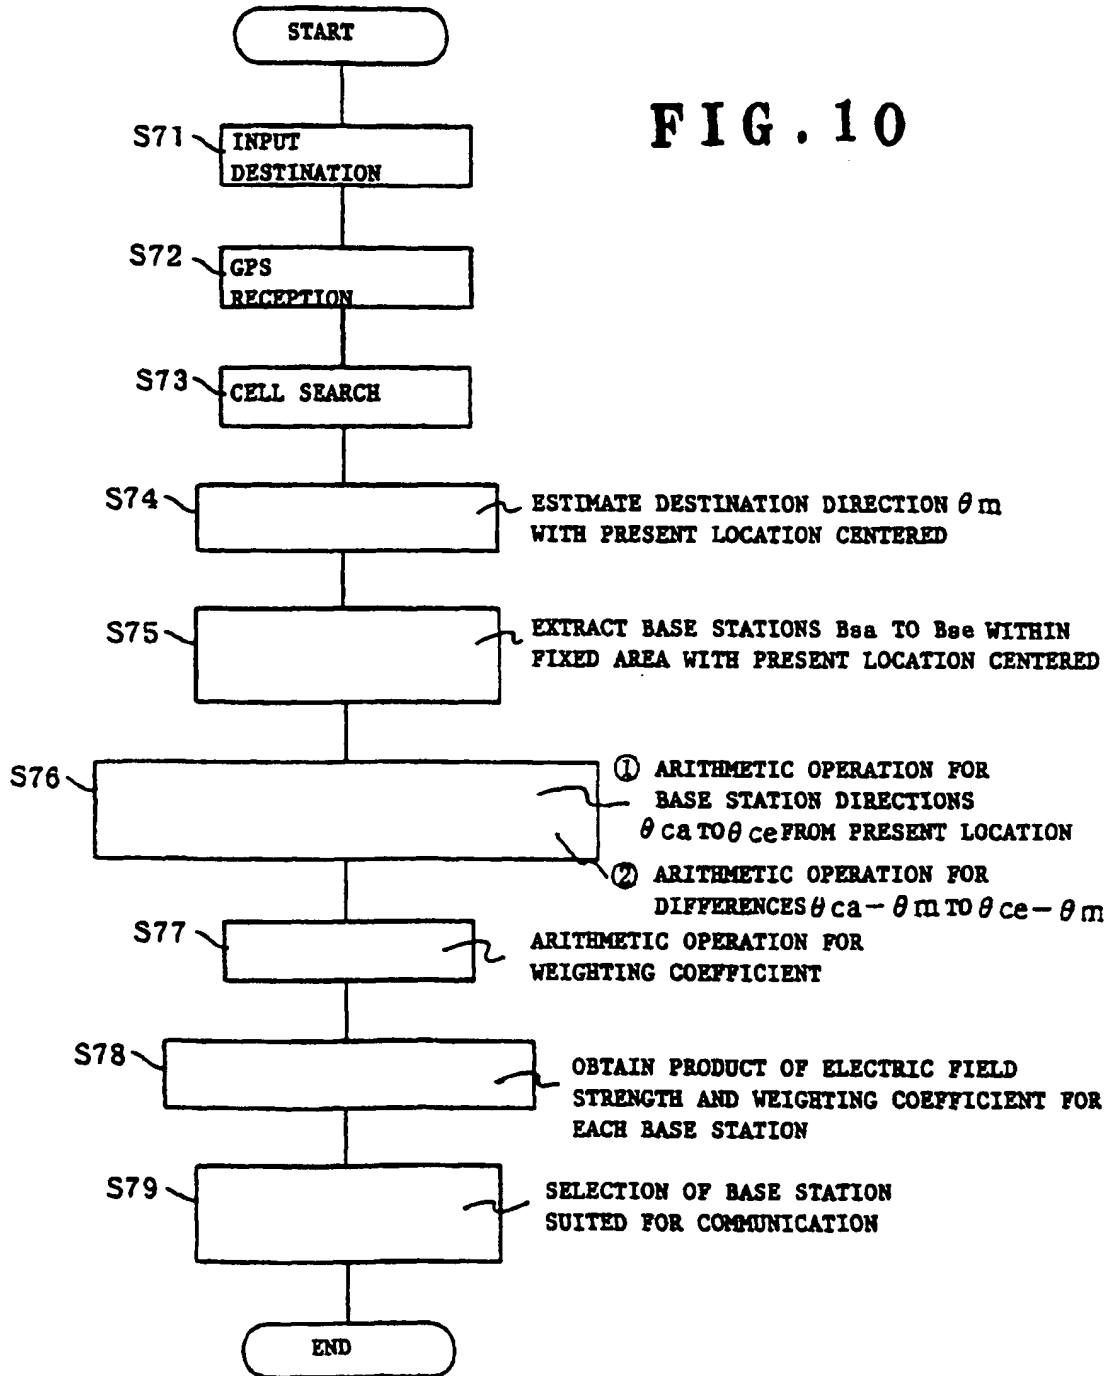 START
FIG.10
S71
INPUT
DESTINATION
S72
GPS
RECEPTION
S73
CELL SEARCH
S74
ESTIMATE DESTINATION DIRECTION θm
WITH PRESENT LOCATION CENTERED
S75
EXTRACT BASE STATIONS Bsa TO Bse WITHIN
FIXED AREA WITH PRESENT LOCATION CENTERED
S76
① ARITHMETIC OPERATION FOR
BASE STATION DIRECTIONS
θca TO θce FROM PRESENT LOCATION
② ARITHMETIC OPERATION FOR
DIFFERENCES θca-θm TO θce-θm
S77
ARITHMETIC OPERATION FOR
WEIGHTING COEFFICIENT
S78
OBTAIN PRODUCT OF ELECTRIC FIELD
STRENGTH AND WEIGHTING COEFFICIENT FOR
EACH BASE STATION
S79
SELECTION OF BASE STATION
SUITED FOR COMMUNICATION
END